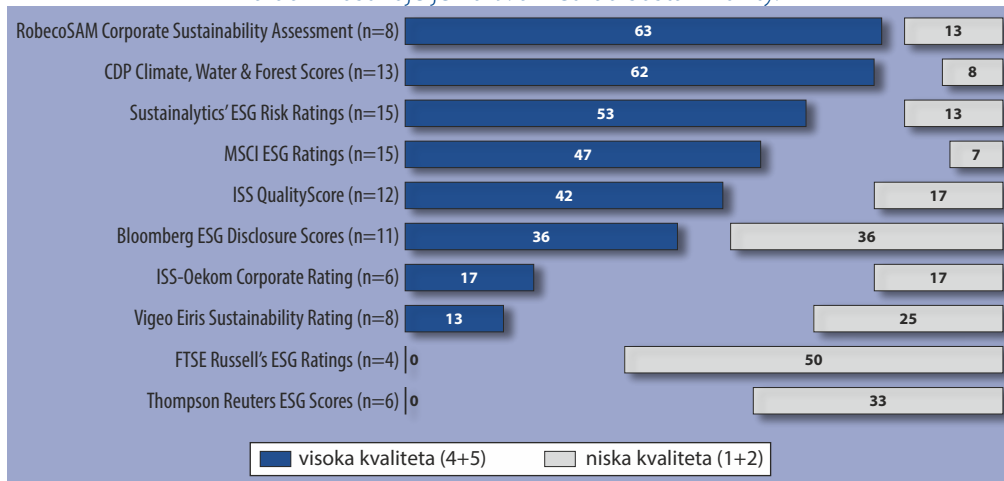 RobecoSAM Corporate Sustainability Assessment (n=8) 63 13
CDP Climate, Water & Forest Scores (n=13) 62 8
Sustainalytics' ESG Risk Ratings (n=15) 53 13
MSCI ESG Ratings (n=15) 47 7
ISS QualityScore (n=12) 42 17
Bloomberg ESG Disclosure Scores (n=11) 36 36
ISS-Oekom Corporate Rating (n=6) 17 17
Vigeo Eiris Sustainability Rating (n=8) 13 25
FTSE Russell's ESG Ratings (n=4) 0 50
Thompson Reuters ESG Scores (n=6) 0 33
visoka kvaliteta (4+5) niska kvaliteta (1+2)